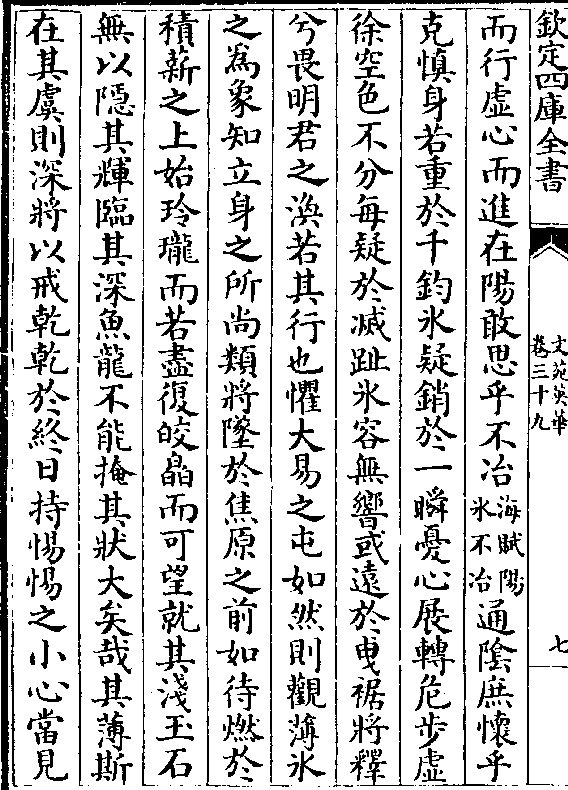 欽定四庫全書
文苑英華
卷三十九
七
而行虛心而進在陽敢思乎不冶海賦陽氷不冶通陰庶懷乎
克慎身若重於千鈞氷疑銷於一瞬憂心展轉危步虛
徐空色不分每疑於滅趾氷容無響或遠於曳裾將釋
兮畏明君之渙若其行也懼大易之屯如然則觀薄氷
之為象知立身之所尚類將墜於焦原之前如待燃於
積薪之上始玲瓏而若盡復皎晶而可望就其淺玉石
無以隱其輝臨其深魚龍不能掩其狀大矣哉其薄斯
在其虞則深將以戒乾乾於終日持惕惕之小心當見